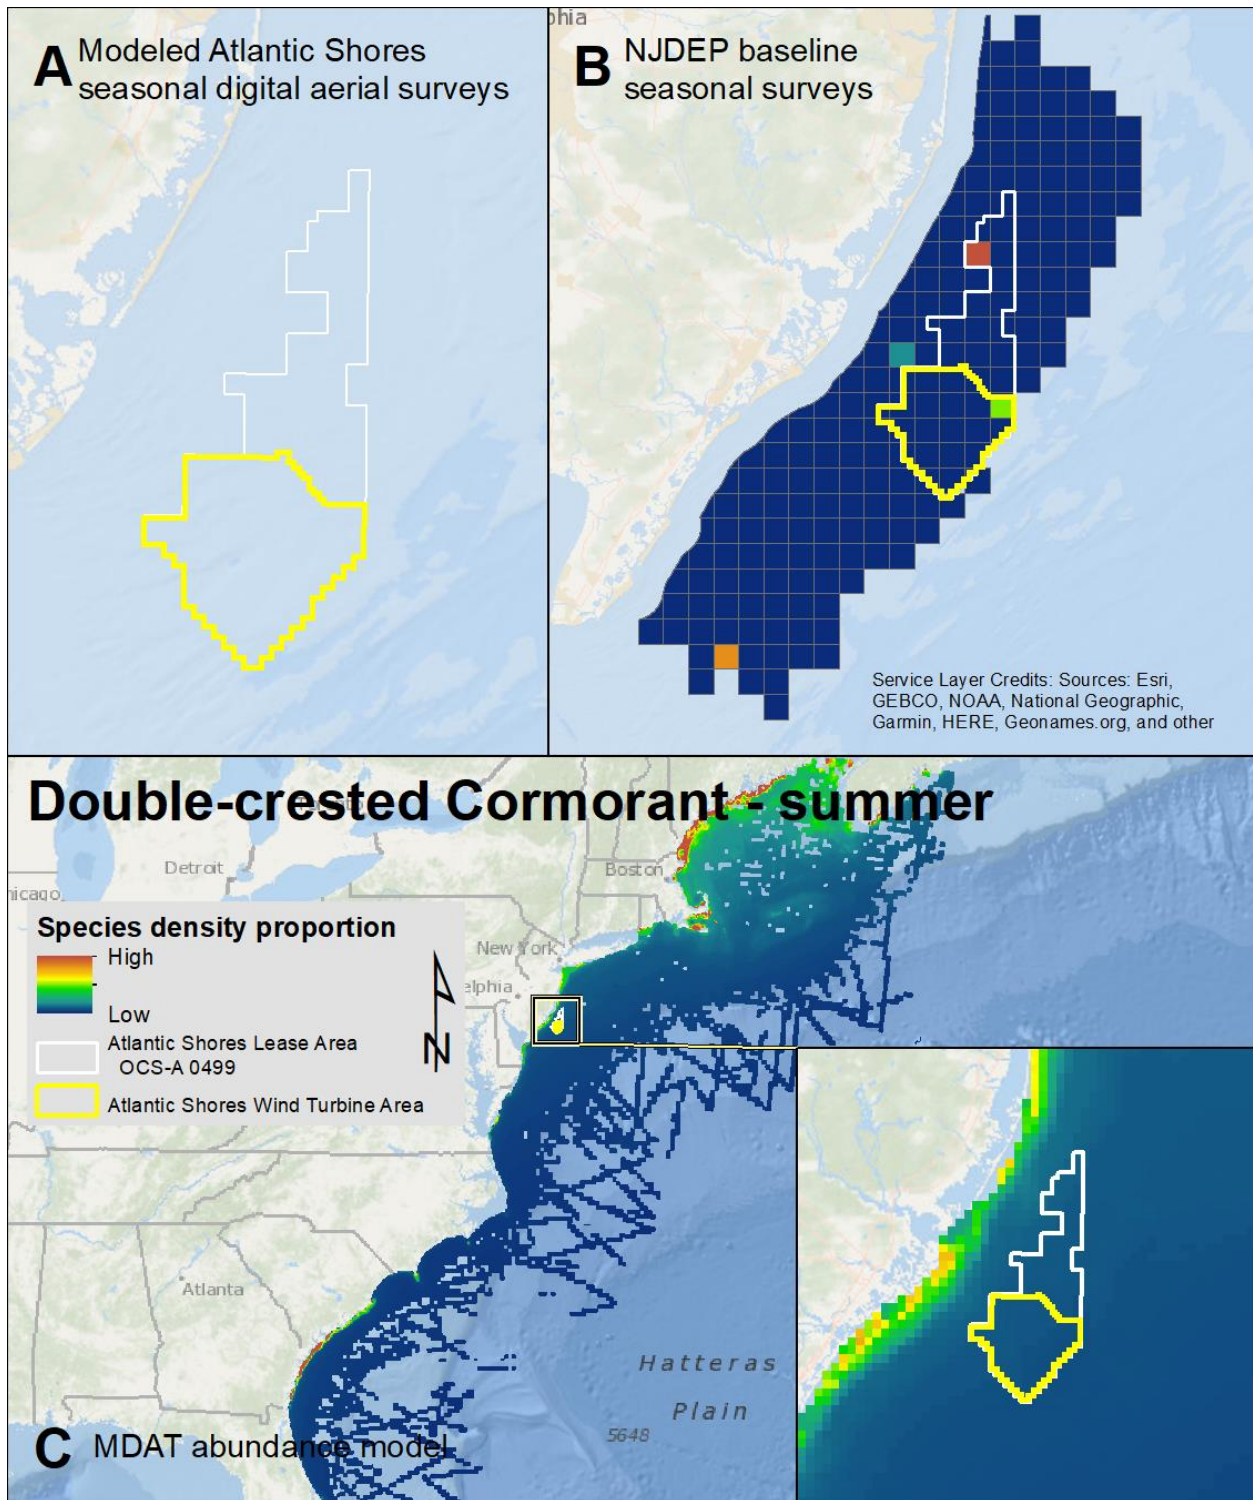 A Modeled Atlantic Shores
seasonal digital aerial surveys
phia
B NJDEP baseline
seasonal surveys
Service Layer Credits: Sources: Esri,
GEBCO, NOAA, National Geographic,
Garmin, HERE, Geonames.org, and other
Double-crested Cormorant - summer
Detroit
Boston
hicago
New York
elphia
Species density proportion
High
Low
Atlantic Shores Lease Area
OCS-A 0499
Atlantic Shores Wind Turbine Area
N
Atlanta
Hatteras
Plain
5648
C MDAT abundance model